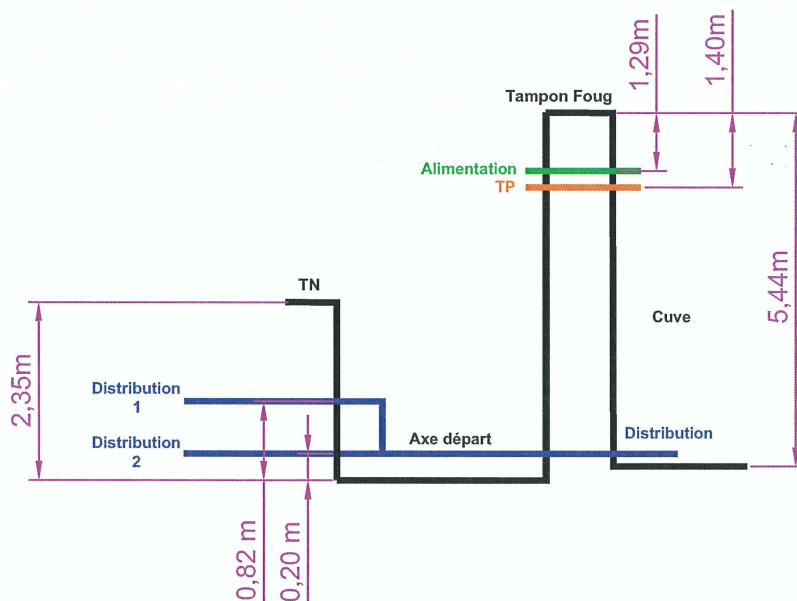 1,29m
1,40m
Tampon Foug
Alimentation
TP
TN
Cuve
5,44m
2,35m
Distribution
1
Distribution
2
Axe départ
Distribution
0,82 m
0,20 m